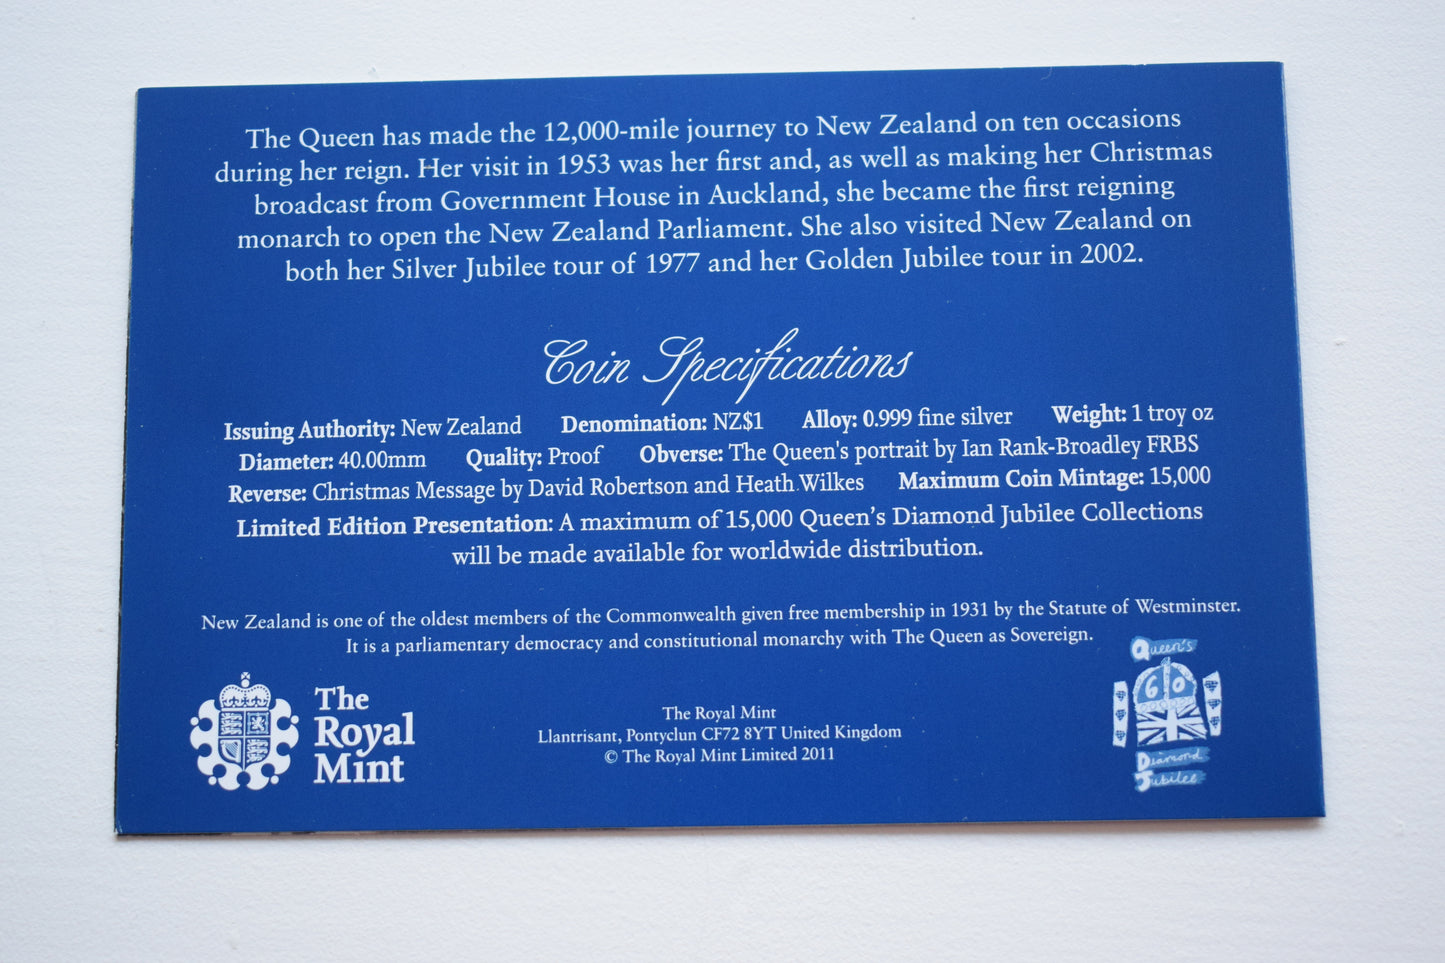 The Queen has made the 12,000-mile journey to New Zealand on ten occasions
during her reign. Her visit in 1953 was her first and, as well as making her Christmas
broadcast from Government House in Auckland, she became the first reigning
monarch to open the New Zealand Parliament. She also visited New Zealand on
both her Silver Jubilee tour of 1977 and her Golden Jubilee tour in 2002.
Coin Specifications
Issuing Authority: New Zealand Denomination: NZ$1 Alloy: 0.999 fine silver Weight: 1 troy oz
Diameter: 40.00mm Quality: Proof Obverse: The Queen's portrait by Ian Rank-Broadley FRBS
Reverse: Christmas Message by David Robertson and Heath Wilkes Maximum Coin Mintage: 15,000
Limited Edition Presentation: A maximum of 15,000 Queen's Diamond Jubilee Collections
will be made available for worldwide distribution.
New Zealand is one of the oldest members of the Commonwealth given free membership in 1931 by the Statute of Westminster.
It is a parliamentary democracy and constitutional monarchy with The Queen as Sovereign.
The
Royal
Mint
The Royal Mint
Llantrisant, Pontyclun CF72 8YT United Kingdom
© The Royal Mint Limited 2011
Queen's
60
Diamond
Jubilee